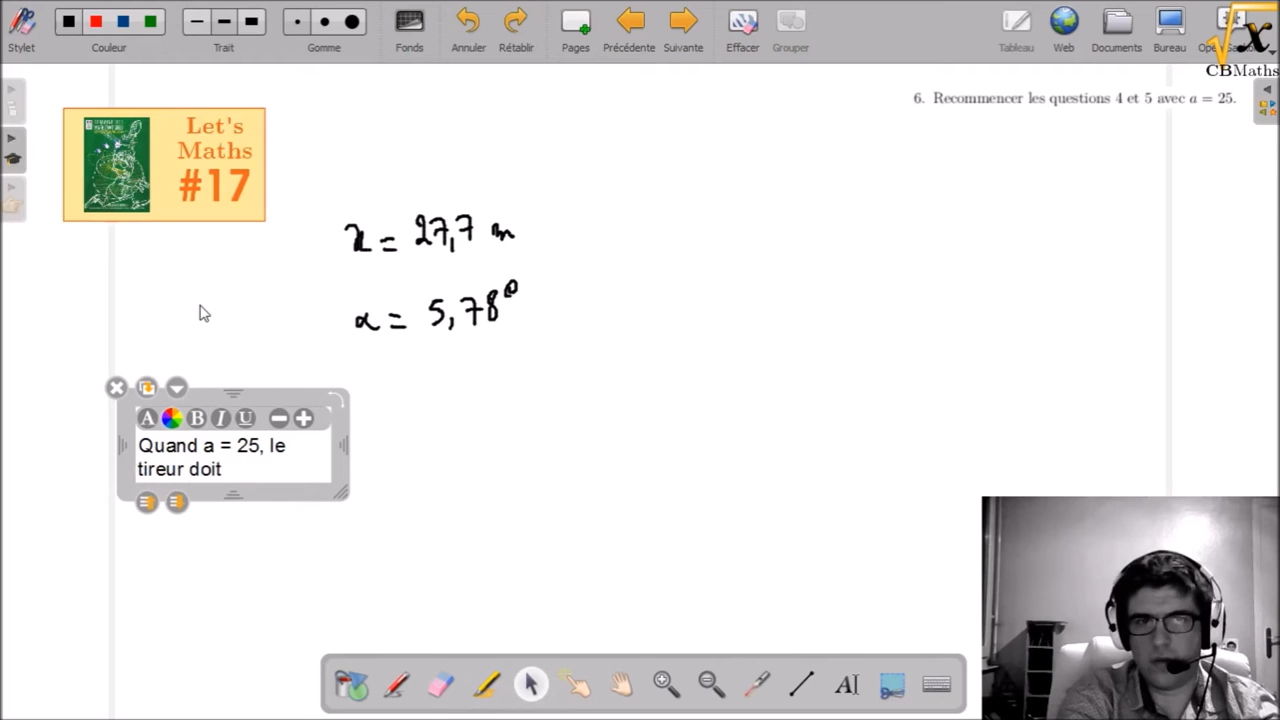 Stylet
Couleur
Trait
Gomme
Fonds
Annuler
Rétablir
Pages
Précédente
Suivante
Effacer
Grouper
Tableau
Web
Documents
Bureau
√x
CBMaths
6. Recommencer les questions 4 et 5 avec a = 25.
Let's
Maths
#17
x = 27,7 m
α = 5,78°
A B I U
Quand a = 25, le
tireur doit
AI